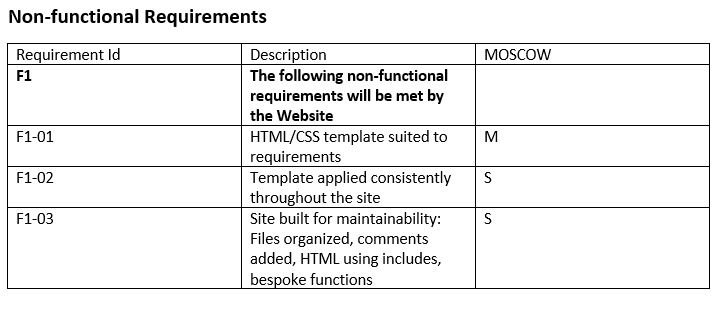 Non-functional Requirements
Requirement Id Description MOSCOW
F1 The following non-functional
requirements will be met by
the Website
F1-01 HTML/CSS template suited to M
requirements
F1-02 Template applied consistently S
throughout the site
F1-03 Site built for maintainability: S
Files organized, comments
added, HTML using includes,
bespoke functions